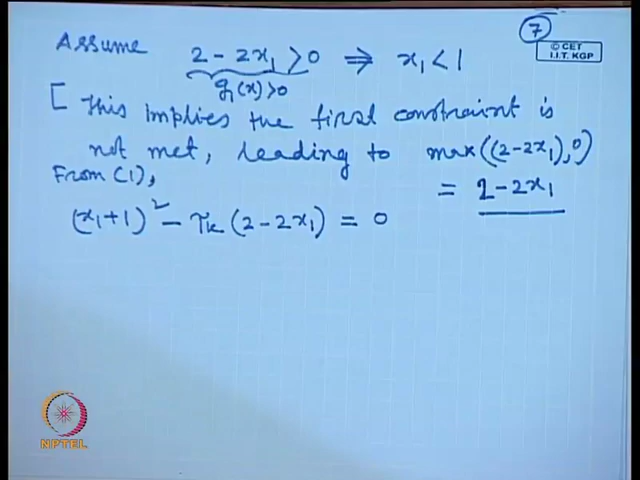 7
© CET
I.I.T. KGP
Assume 2 - 2x₁ > 0 ⇒ x₁ < 1
g₁(x) > 0
[ This implies the first constraint is
not met, leading to max((2-2x₁), 0)
= 2-2x₁
From (1),
(x₁+1)² - rₖ (2-2x₁) = 0
NPTEL